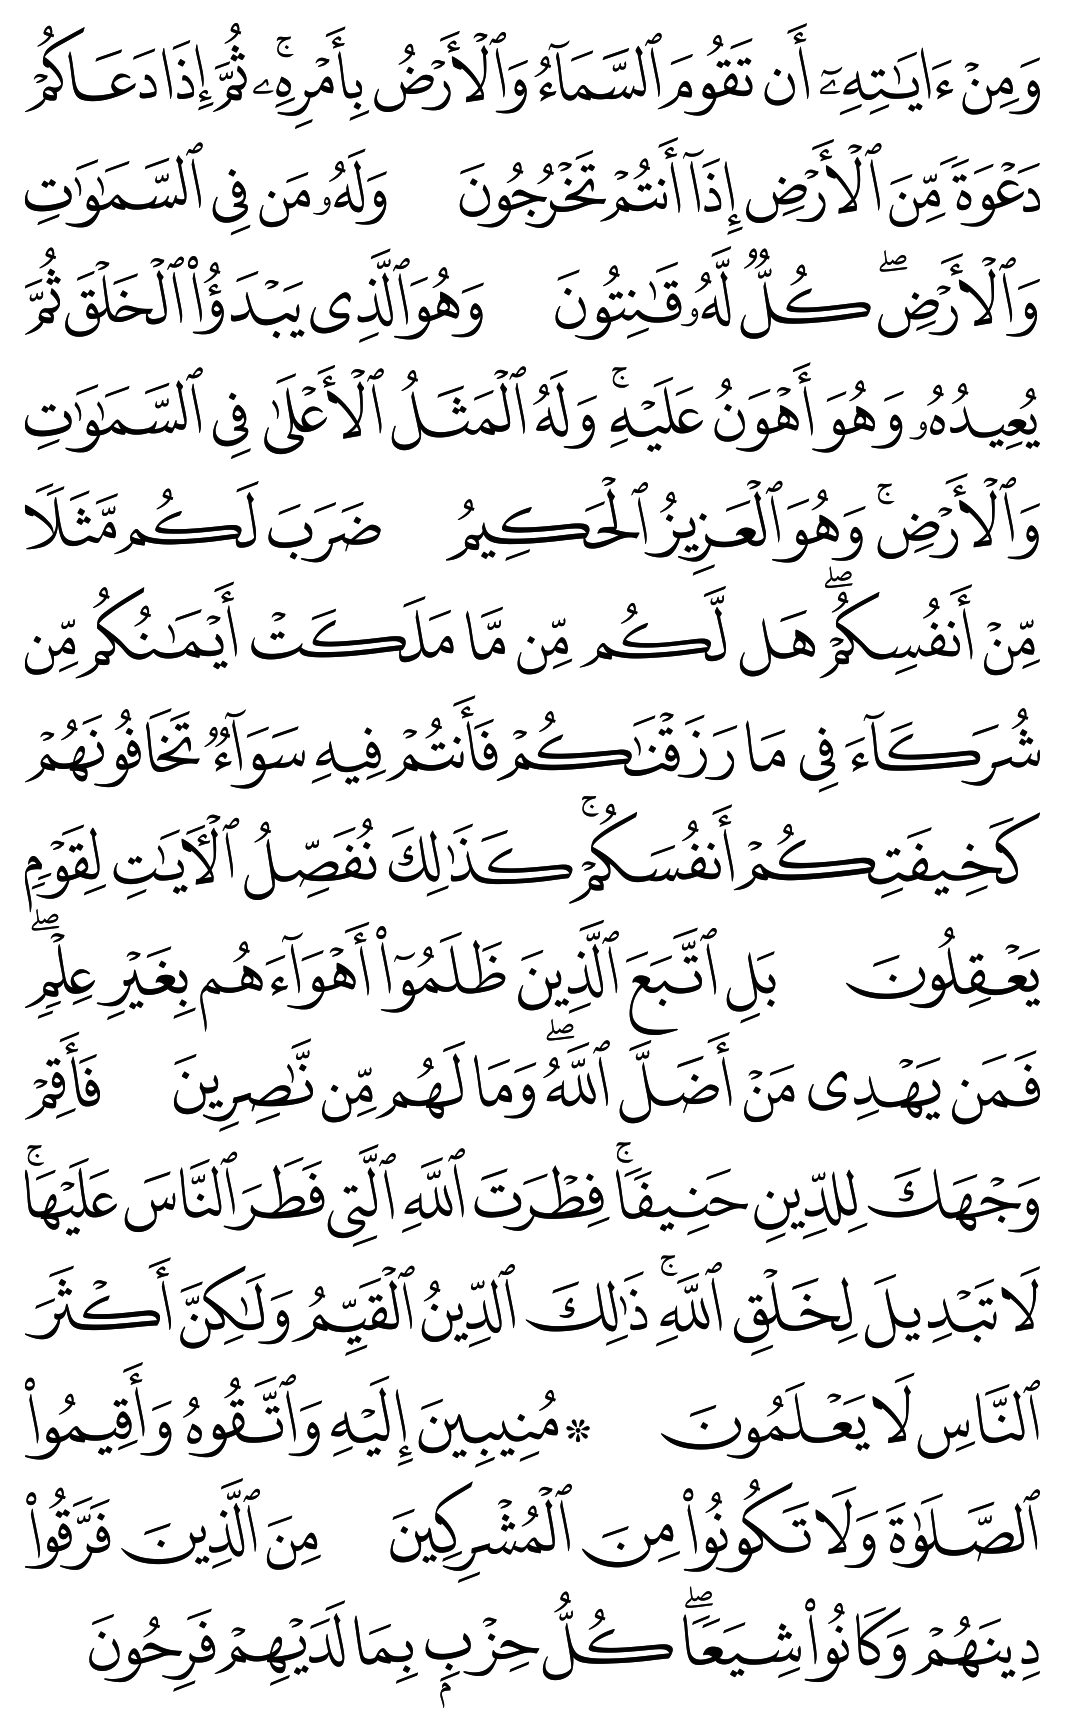 وَمِنْ ءَايَٰتِهِۦٓ أَن تَقُومَ ٱلسَّمَآءُ وَٱلْأَرْضُ بِأَمْرِهِۦۚ ثُمَّ إِذَا دَعَاكُمْ
دَعْوَةً مِّنَ ٱلْأَرْضِ إِذَآ أَنتُمْ تَخْرُجُونَ وَلَهُۥ مَن فِى ٱلسَّمَٰوَٰتِ
وَٱلْأَرْضِۖ كُلٌّ لَّهُۥ قَٰنِتُونَ وَهُوَ ٱلَّذِى يَبْدَؤُا۟ ٱلْخَلْقَ ثُمَّ
يُعِيدُهُۥ وَهُوَ أَهْوَنُ عَلَيْهِۚ وَلَهُ ٱلْمَثَلُ ٱلْأَعْلَىٰ فِى ٱلسَّمَٰوَٰتِ
وَٱلْأَرْضِۚ وَهُوَ ٱلْعَزِيزُ ٱلْحَكِيمُ ضَرَبَ لَكُم مَّثَلًا
مِّنْ أَنفُسِكُمْۖ هَل لَّكُم مِّن مَّا مَلَكَتْ أَيْمَٰنُكُم مِّن
شُرَكَآءَ فِى مَا رَزَقْنَٰكُمْ فَأَنتُمْ فِيهِ سَوَآءٌ تَخَافُونَهُمْ
كَخِيفَتِكُمْ أَنفُسَكُمْۚ كَذَٰلِكَ نُفَصِّلُ ٱلْءَايَٰتِ لِقَوْمٍ
يَعْقِلُونَ بَلِ ٱتَّبَعَ ٱلَّذِينَ ظَلَمُوٓا۟ أَهْوَآءَهُم بِغَيْرِ عِلْمٍۖ
فَمَن يَهْدِى مَنْ أَضَلَّ ٱللَّهُۖ وَمَا لَهُم مِّن نَّٰصِرِينَ فَأَقِمْ
وَجْهَكَ لِلدِّينِ حَنِيفًاۚ فِطْرَتَ ٱللَّهِ ٱلَّتِى فَطَرَ ٱلنَّاسَ عَلَيْهَاۚ
لَا تَبْدِيلَ لِخَلْقِ ٱللَّهِۚ ذَٰلِكَ ٱلدِّينُ ٱلْقَيِّمُ وَلَٰكِنَّ أَكْثَرَ
ٱلنَّاسِ لَا يَعْلَمُونَ * مُنِيبِينَ إِلَيْهِ وَٱتَّقُوهُ وَأَقِيمُوا۟
ٱلصَّلَوٰةَ وَلَا تَكُونُوا۟ مِنَ ٱلْمُشْرِكِينَ مِنَ ٱلَّذِينَ فَرَّقُوا۟
دِينَهُمْ وَكَانُوا۟ شِيَعًاۖ كُلُّ حِزْبٍۭ بِمَا لَدَيْهِمْ فَرِحُونَ